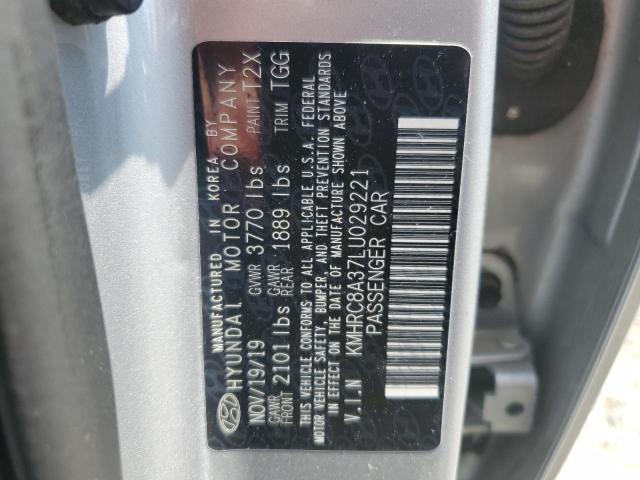 MANUFACTURED IN KOREA BY
HYUNDAI MOTOR COMPANY
NOV/19/19 GVWR 3770 lbs PAINT T2X
GAWR FRONT 2101 lbs GAWR REAR 1889 lbs TRIM TGG
THIS VEHICLE CONFORMS TO ALL APPLICABLE U.S.A. FEDERAL
MOTOR VEHICLE SAFETY, BUMPER, AND THEFT PREVENTION STANDARDS
IN EFFECT ON THE DATE OF MANUFACTURE SHOWN ABOVE
V.I.N KMHRC8A37LU029221
PASSENGER CAR